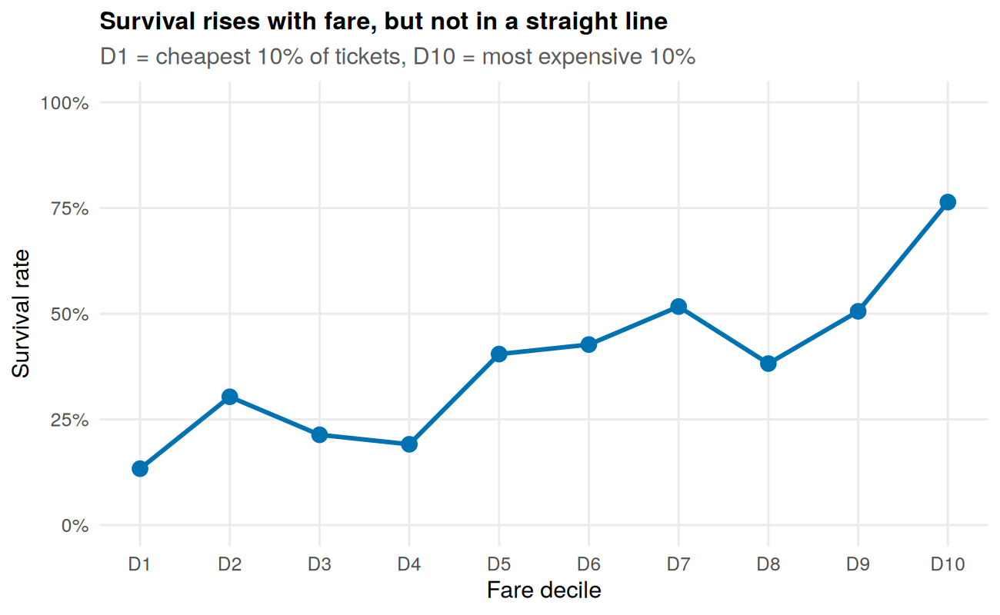 Survival rises with fare, but not in a straight line
D1 = cheapest 10% of tickets, D10 = most expensive 10%
100%
75%
50%
25%
0%
Survival rate
D1 D2 D3 D4 D5 D6 D7 D8 D9 D10
Fare decile